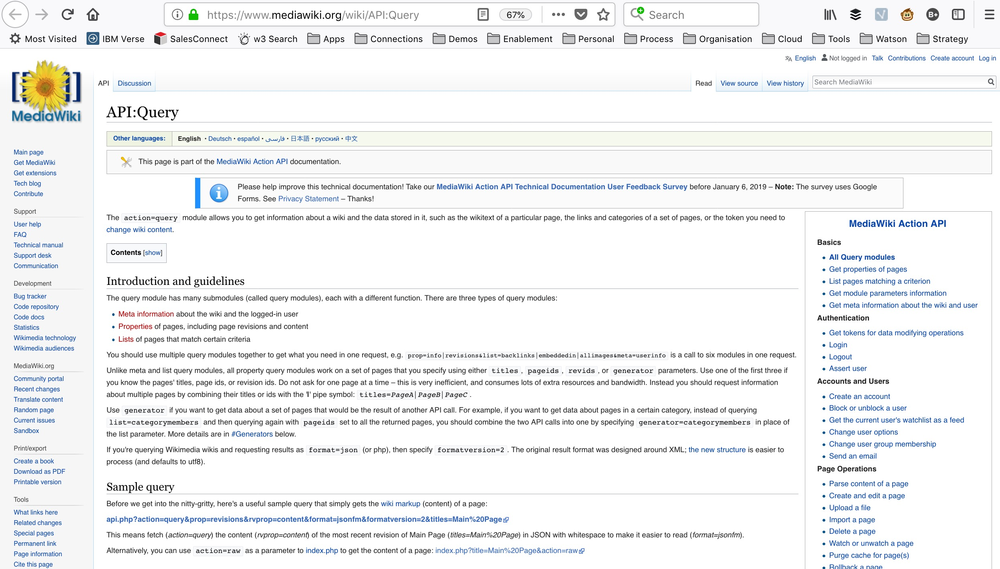 https://www.mediawiki.org/wiki/API:Query
67%
Search
B+
Most Visited
IBM Verse
SalesConnect
w3 Search
Apps
Connections
Demos
Enablement
Personal
Process
Organisation
Cloud
Tools
Watson
Strategy
English
Not logged in
Talk
Contributions
Create account
Log in
MediaWiki
API
Discussion
Read
View source
View history
Search MediaWiki
Main page
Get MediaWiki
Get extensions
Tech blog
Contribute
Support
User help
FAQ
Technical manual
Support desk
Communication
Development
Bug tracker
Code repository
Code docs
Statistics
Wikimedia technology
Wikimedia audiences
MediaWiki.org
Community portal
Recent changes
Translate content
Random page
Current issues
Sandbox
Print/export
Create a book
Download as PDF
Printable version
Tools
What links here
Related changes
Special pages
Permanent link
Page information
Cite this page
API:Query
Other languages: English • Deutsch • español • فارسی • 日本語 • русский • 中文
This page is part of the MediaWiki Action API documentation.
Please help improve this technical documentation! Take our MediaWiki Action API Technical Documentation User Feedback Survey before January 6, 2019 – Note: The survey uses Google
Forms. See Privacy Statement – Thanks!
The action=query module allows you to get information about a wiki and the data stored in it, such as the wikitext of a particular page, the links and categories of a set of pages, or the token you need to
change wiki content.
Contents [show]
Introduction and guidelines
The query module has many submodules (called query modules), each with a different function. There are three types of query modules:
• Meta information about the wiki and the logged-in user
• Properties of pages, including page revisions and content
• Lists of pages that match certain criteria
You should use multiple query modules together to get what you need in one request, e.g. prop=info|revisions&list=backlinks|embeddedin|allimages&meta=userinfo is a call to six modules in one request.
Unlike meta and list query modules, all property query modules work on a set of pages that you specify using either titles, pageids, revids, or generator parameters. Use one of the first three if
you know the pages' titles, page ids, or revision ids. Do not ask for one page at a time – this is very inefficient, and consumes lots of extra resources and bandwidth. Instead you should request information
about multiple pages by combining their titles or ids with the '|' pipe symbol: titles=PageA|PageB|PageC.
Use generator if you want to get data about a set of pages that would be the result of another API call. For example, if you want to get data about pages in a certain category, instead of querying
list=categorymembers and then querying again with pageids set to all the returned pages, you should combine the two API calls into one by specifying generator=categorymembers in place of
the list parameter. More details are in #Generators below.
If you're querying Wikimedia wikis and requesting results as format=json (or php), then specify formatversion=2. The original result format was designed around XML; the new structure is easier to
process (and defaults to utf8).
Sample query
Before we get into the nitty-gritty, here's a useful sample query that simply gets the wiki markup (content) of a page:
api.php?action=query&prop=revisions&rvprop=content&format=jsonfm&formatversion=2&titles=Main%20Page
This means fetch (action=query) the content (rvprop=content) of the most recent revision of Main Page (titles=Main%20Page) in JSON with whitespace to make it easier to read (format=jsonfm).
Alternatively, you can use action=raw as a parameter to index.php to get the content of a page: index.php?title=Main%20Page&action=raw
MediaWiki Action API
Basics
• All Query modules
• Get properties of pages
• List pages matching a criterion
• Get module parameters information
• Get meta information about the wiki and user
Authentication
• Get tokens for data modifying operations
• Login
• Logout
• Assert user
Accounts and Users
• Create an account
• Block or unblock a user
• Get the current user's watchlist as a feed
• Change user options
• Change user group membership
• Send an email
Page Operations
• Parse content of a page
• Create and edit a page
• Upload a file
• Import a page
• Delete a page
• Watch or unwatch a page
• Purge cache for page(s)
• Rollback a page